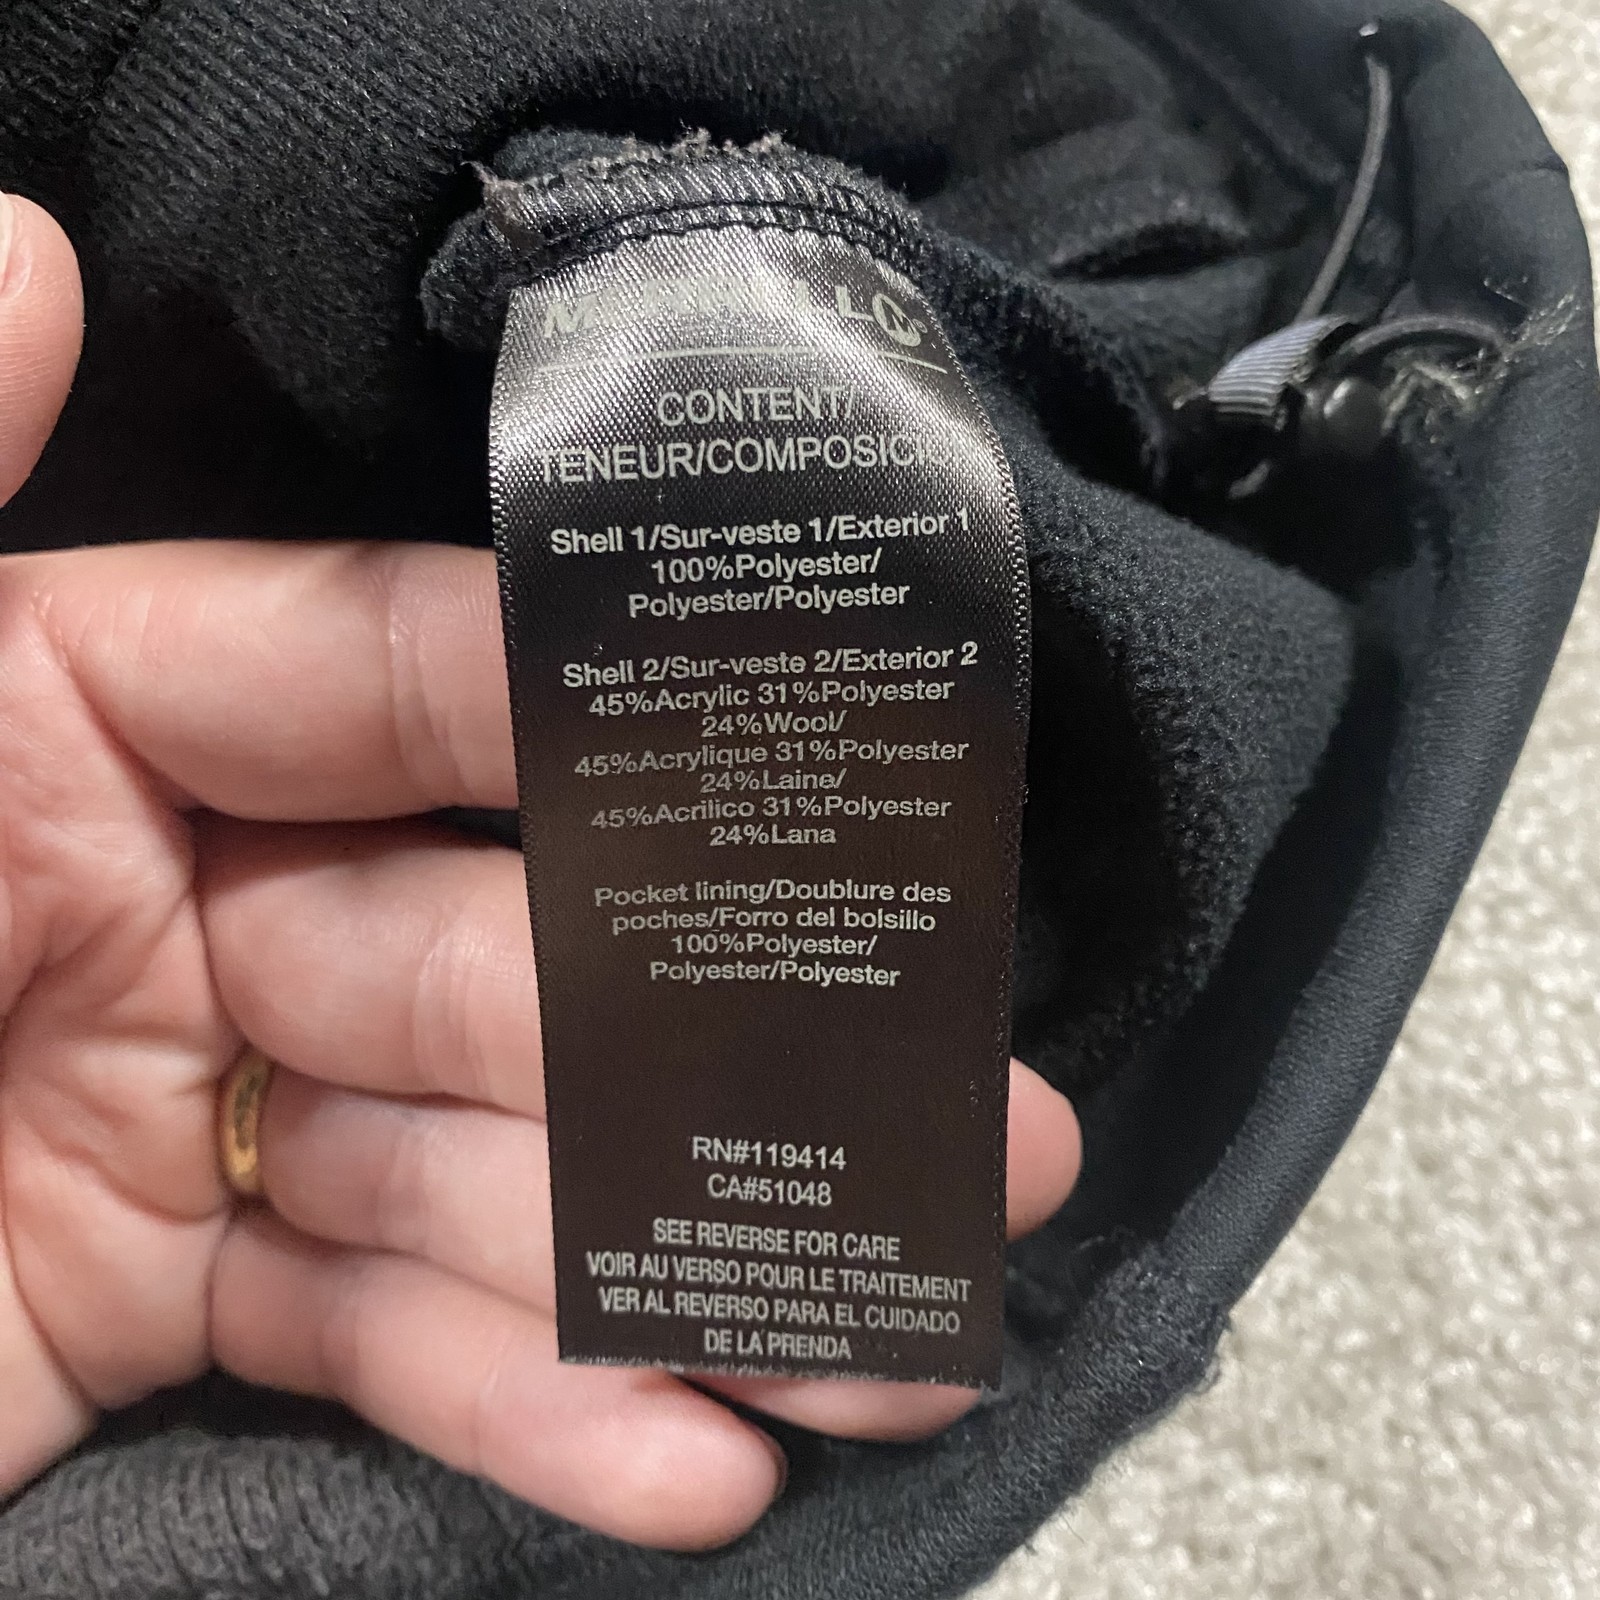 MERRELL
CONTENT/
TENEUR/COMPOSICI
Shell 1/Sur-veste 1/Exterior 1
100%Polyester/
Polyester/Polyester
Shell 2/Sur-veste 2/Exterior 2
45%Acrylic 31%Polyester
24%Wool/
45%Acrylique 31%Polyester
24%Laine/
45%Acrilico 31%Polyester
24%Lana
Pocket lining/Doublure des
poches/Forro del bolsillo
100%Polyester/
Polyester/Polyester
RN#119414
CA#51048
SEE REVERSE FOR CARE
VOIR AU VERSO POUR LE TRAITEMENT
VER AL REVERSO PARA EL CUIDADO
DE LA PRENDA